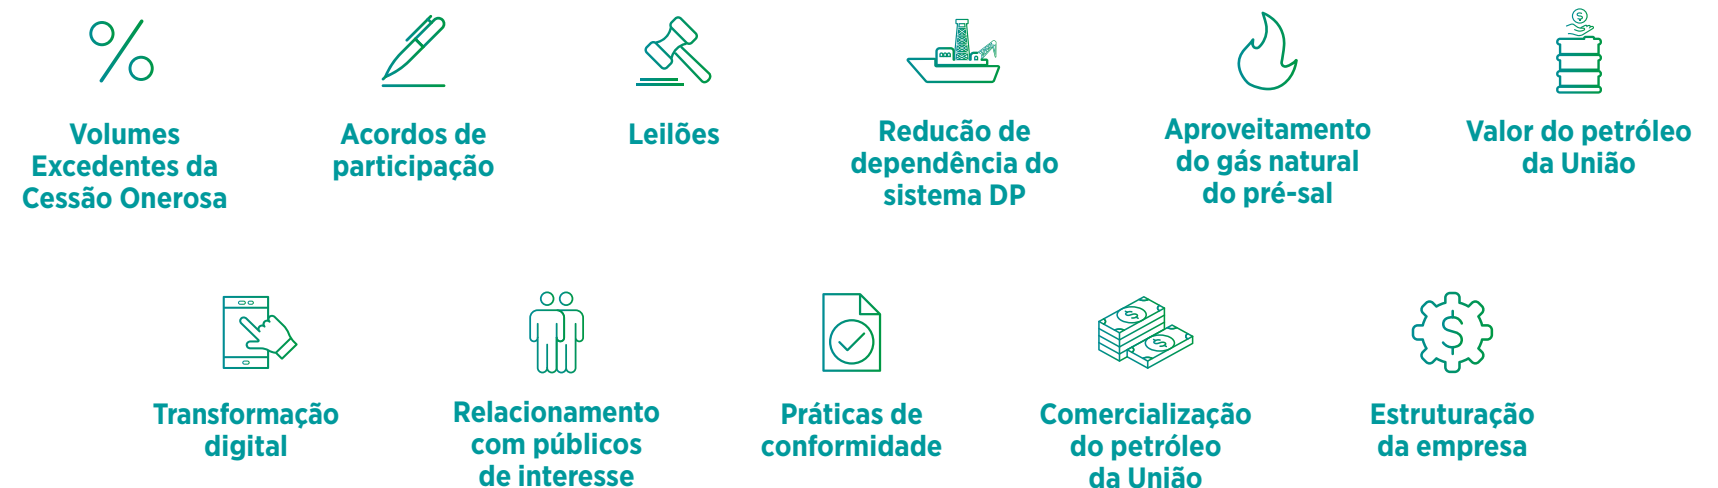 Volumes
Excedentes da
Cessão Onerosa
Acordos de
participação
Leilões
Reducão de
dependência do
sistema DP
Aproveitamento
do gás natural
do pré-sal
Valor do petróleo
da União
Transformação
digital
Relacionamento
com públicos
de interesse
Práticas de
conformidade
Comercialização
do petróleo
da União
Estruturação
da empresa